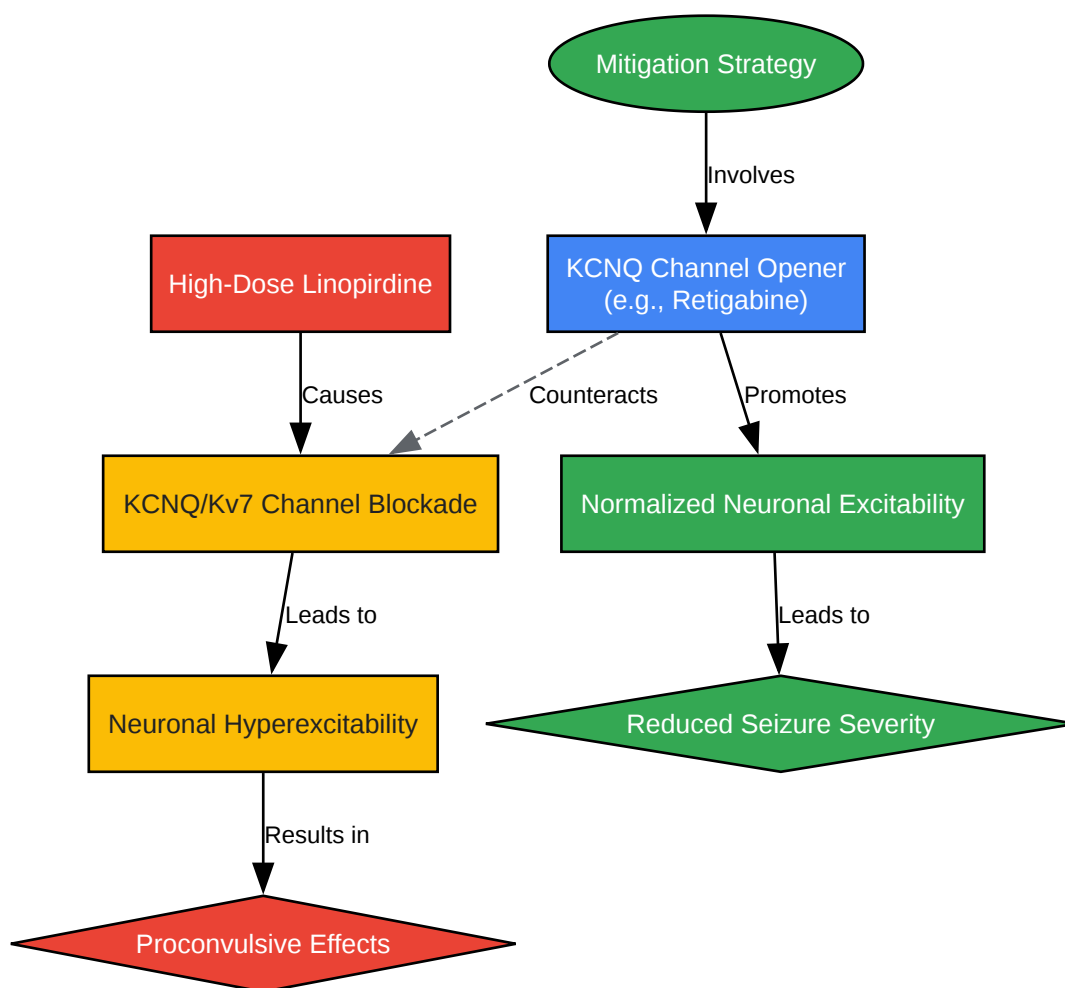 Mitigation Strategy
Involves
High-Dose Linopirdine
KCNQ Channel Opener
(e.g., Retigabine)
Causes
Counteracts
Promotes
KCNQ/Kv7 Channel Blockade
Normalized Neuronal Excitability
Leads to
Leads to
Neuronal Hyperexcitability
Reduced Seizure Severity
Results in
Proconvulsive Effects